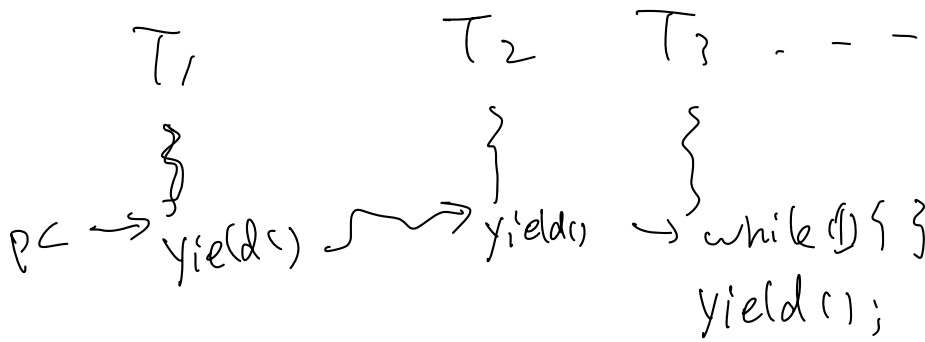 T1 T2 T3 . - -
PC → yield() → yield() → while(1) { }
yield();